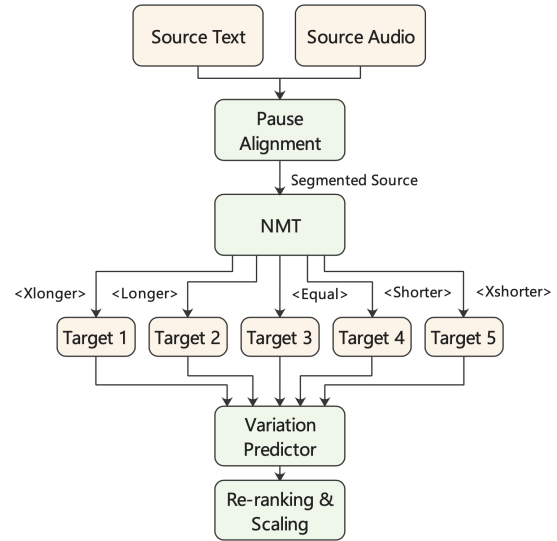 Source Text
Source Audio
Pause
Alignment
Segmented Source
NMT
<Xlonger>
<Longer>
<Equal>
<Shorter>
<Xshorter>
Target 1
Target 2
Target 3
Target 4
Target 5
Variation
Predictor
Re-ranking &
Scaling